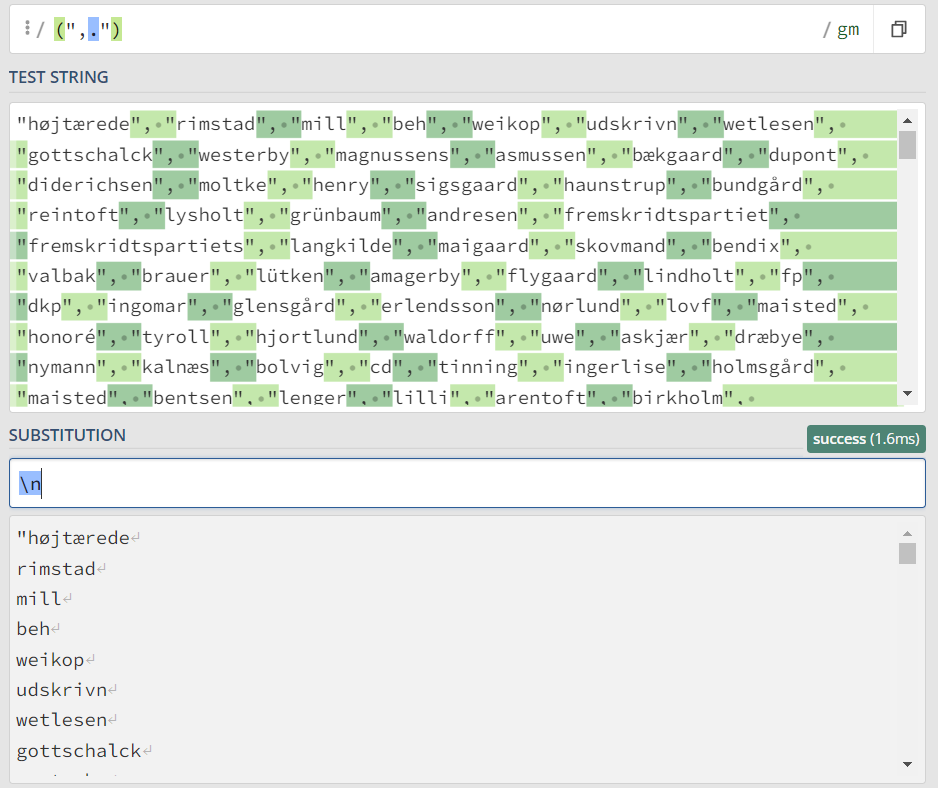 / (",.") / gm
TEST STRING
"højtærede", "rimstad", "mill", "beh", "weikop", "udskrivn", "wetlesen",
"gottschalck", "westerby", "magnussens", "asmussen", "bækgaard", "dupont",
"diderichsen", "moltke", "henry", "sigsgaard", "haunstrup", "bundgård",
"reintoft", "lysholt", "grünbaum", "andresen", "fremskridtspartiet",
"fremskridtspartiets", "langkilde", "maigaard", "skovmand", "bendix",
"valbak", "brauer", "lütken", "amagerby", "flygaard", "lindholt", "fp",
"dkp", "ingomar", "glensgård", "erlendsson", "nørlund", "lovf", "maisted",
"honoré", "tyroll", "hjortlund", "waldorff", "uwe", "askjær", "dræbye",
"nymann", "kalnæs", "bolvig", "cd", "tinning", "ingerlise", "holmsgård",
"maisted", "bentsen", "lenger", "lilli", "arentoft", "birkholm",
SUBSTITUTION
success (1.6ms)
\n
"højtærede
rimstad
mill
beh
weikop
udskrivn
wetlesen
gottschalck